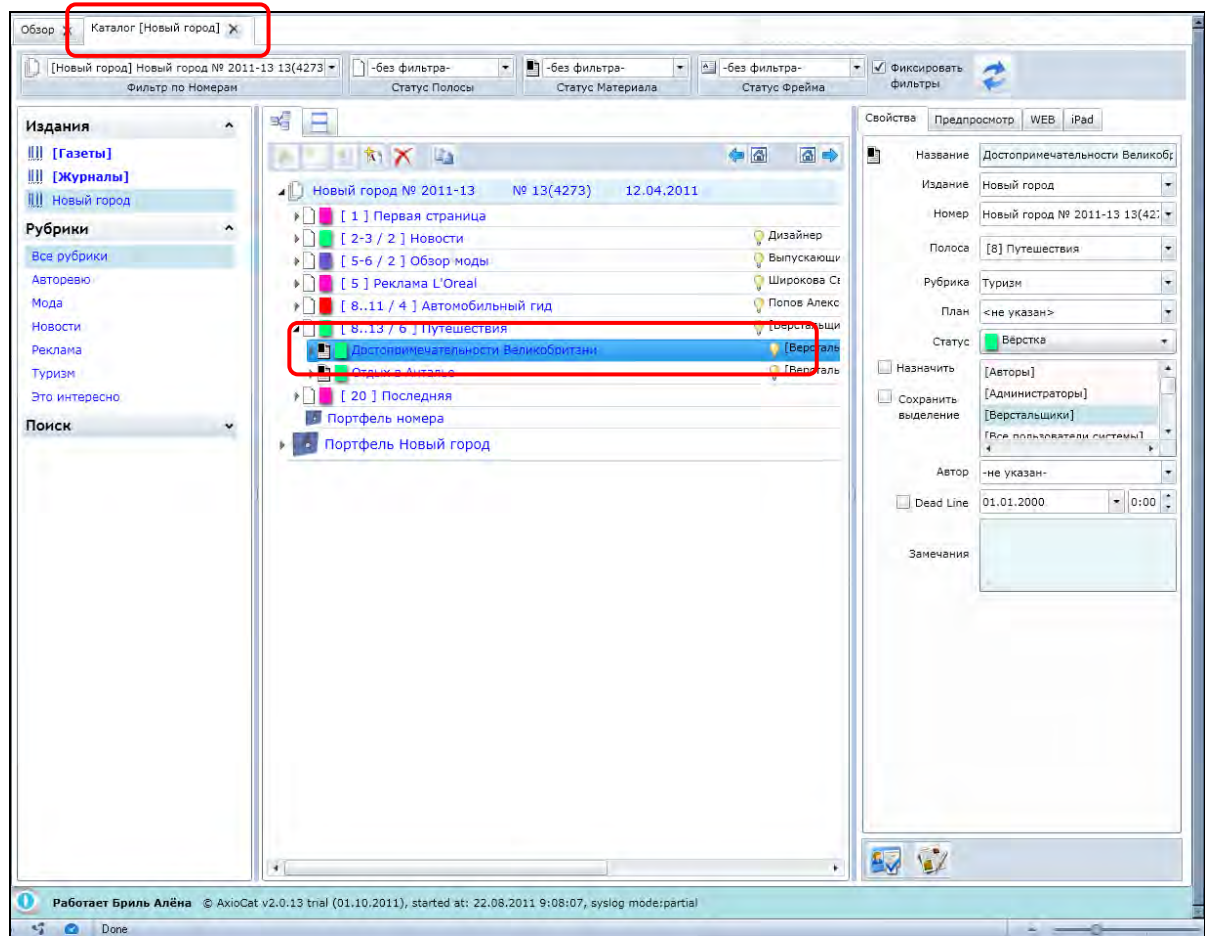 Обзор
Каталог [Новый город]
[Новый город] Новый город № 2011-13 13(4273
-без фильтра-
-без фильтра-
-без фильтра-
Фиксировать фильтры
Фильтр по Номерам
Статус Полосы
Статус Материала
Статус Фрейма
Издания
[Газеты]
[Журналы]
Новый город
Рубрики
Все рубрики
Авторевю
Мода
Новости
Реклама
Туризм
Это интересно
Поиск
Новый город № 2011-13 № 13(4273) 12.04.2011
[ 1 ] Первая страница
[ 2-3 / 2 ] Новости Дизайнер
[ 5-6 / 2 ] Обзор моды Выпускающи
[ 5 ] Реклама L'Oreal Широкова Се
[ 8..11 / 4 ] Автомобильный гид Попов Алекс
[ 8..13 / 6 ] Путешествия [Верстальщи
Достопримечательности Великобритании [Версталь
Отдых в Анталье [Версталь
[ 20 ] Последняя
Портфель номера
Портфель Новый город
Свойства Предпросмотр WEB iPad
Название Достопримечательности Великобр
Издание Новый город
Номер Новый город № 2011-13 13(42
Полоса [8] Путешествия
Рубрика Туризм
План <не указан>
Статус Верстка
Назначить
Сохранить выделение
[Авторы]
[Администраторы]
[Верстальщики]
[Все пользователи системы]
Автор -не указан-
Dead Line 01.01.2000 0:00
Замечания
Работает Бриль Алёна © AxioCat v2.0.13 trial (01.10.2011), started at: 22.08.2011 9:08:07, syslog mode:partial
Done